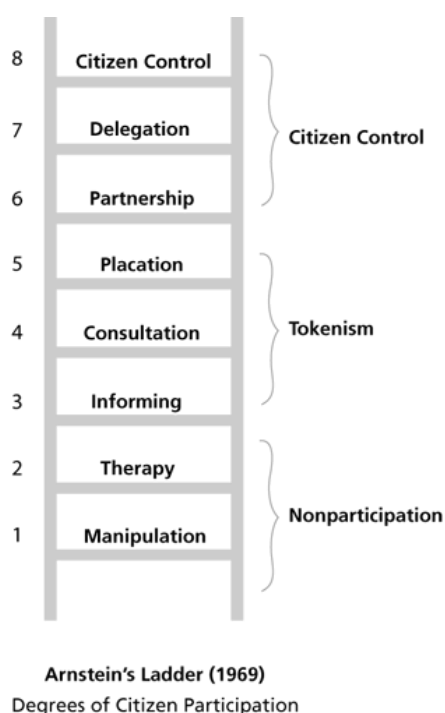 8 Citizen Control
7 Delegation
Citizen Control
6 Partnership
5 Placation
4 Consultation
Tokenism
3 Informing
2 Therapy
1 Manipulation
Nonparticipation
Arnstein's Ladder (1969)
Degrees of Citizen Participation